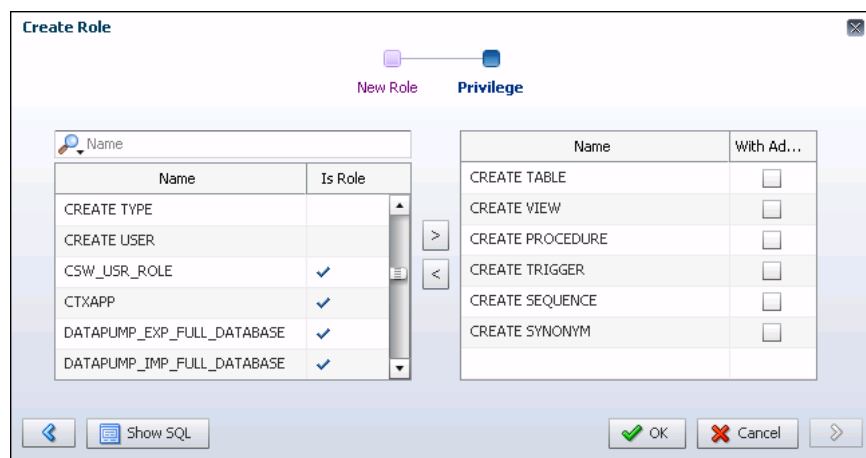 Create Role
New Role Privilege
Name
Name Is Role
CREATE TYPE
CREATE USER
CSW_USR_ROLE
CTXAPP
DATAPUMP_EXP_FULL_DATABASE
DATAPUMP_IMP_FULL_DATABASE
>
<
Name With Ad...
CREATE TABLE
CREATE VIEW
CREATE PROCEDURE
CREATE TRIGGER
CREATE SEQUENCE
CREATE SYNONYM
Show SQL OK Cancel